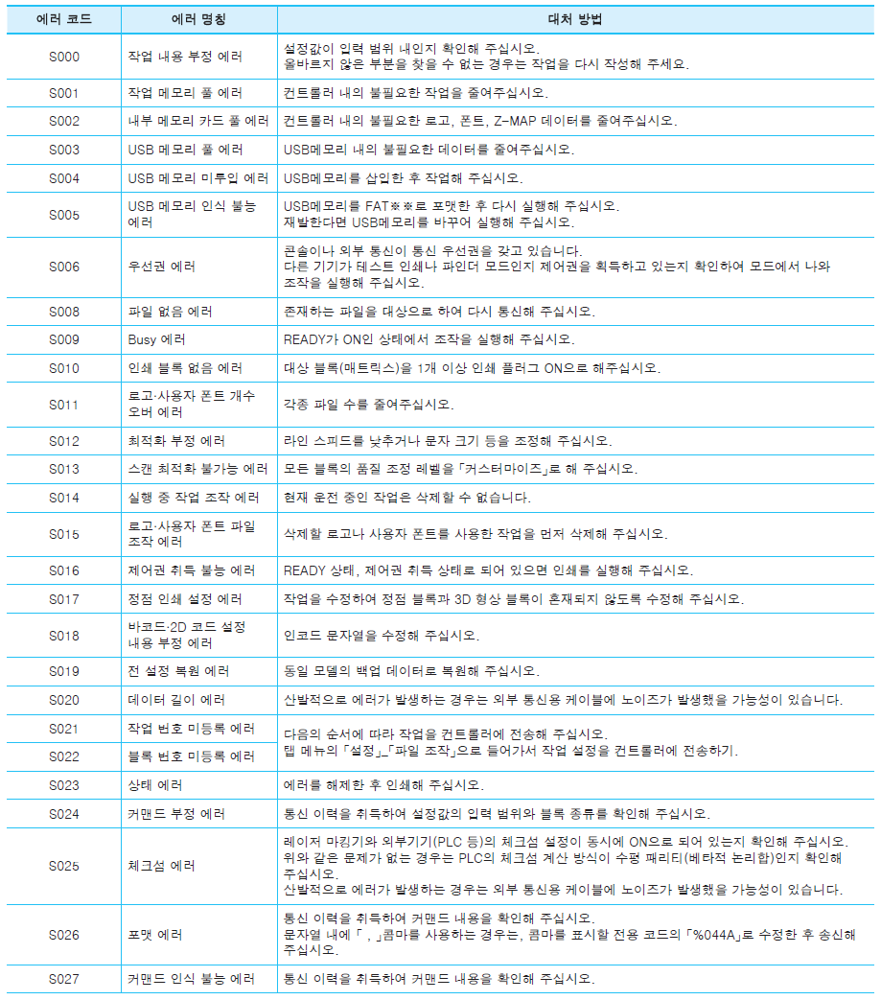 에러 코드 에러 명칭 대처 방법
S000 작업 내용 부정 에러 설정값이 입력 범위 내인지 확인해 주십시오.
올바르지 않은 부분을 찾을 수 없는 경우는 작업을 다시 작성해 주세요.
S001 작업 메모리 풀 에러 컨트롤러 내의 불필요한 작업을 줄여주십시오.
S002 내부 메모리 카드 풀 에러 컨트롤러 내의 불필요한 로고, 폰트, Z-MAP 데이터를 줄여주십시오.
S003 USB 메모리 풀 에러 USB메모리 내의 불필요한 데이터를 줄여주십시오.
S004 USB 메모리 미투입 에러 USB메모리를 삽입한 후 작업해 주십시오.
S005 USB 메모리 인식 불능
에러
USB메모리를 FAT※※로 포맷한 후 다시 실행해 주십시오.
재발한다면 USB메모리를 바꾸어 실행해 주십시오.
S006 우선권 에러 콘솔이나 외부 통신이 통신 우선권을 갖고 있습니다.
다른 기기가 테스트 인쇄나 파인더 모드인지 제어권을 획득하고 있는지 확인하여 모드에서 나와
조작을 실행해 주십시오.
S008 파일 없음 에러 존재하는 파일을 대상으로 하여 다시 통신해 주십시오.
S009 Busy 에러 READY가 ON인 상태에서 조작을 실행해 주십시오.
S010 인쇄 블록 없음 에러 대상 블록(매트릭스)을 1개 이상 인쇄 플러그 ON으로 해주십시오.
S011 로고·사용자 폰트 개수
오버 에러
각종 파일 수를 줄여주십시오.
S012 최적화 부정 에러 라인 스피드를 낮추거나 문자 크기 등을 조정해 주십시오.
S013 스캔 최적화 불가능 에러 모든 블록의 품질 조정 레벨을 「커스터마이즈」로 해 주십시오.
S014 실행 중 작업 조작 에러 현재 운전 중인 작업은 삭제할 수 없습니다.
S015 로고·사용자 폰트 파일
조작 에러
삭제할 로고나 사용자 폰트를 사용한 작업을 먼저 삭제해 주십시오.
S016 제어권 취득 불능 에러 READY 상태, 제어권 취득 상태로 되어 있으면 인쇄를 실행해 주십시오.
S017 정점 인쇄 설정 에러 작업을 수정하여 정점 블록과 3D 형상 블록이 혼재되지 않도록 수정해 주십시오.
S018 바코드·2D 코드 설정
내용 부정 에러
인코드 문자열을 수정해 주십시오.
S019 전 설정 복원 에러 동일 모델의 백업 데이터로 복원해 주십시오.
S020 데이터 길이 에러 산발적으로 에러가 발생하는 경우는 외부 통신용 케이블에 노이즈가 발생했을 가능성이 있습니다.
S021 작업 번호 미등록 에러 다음의 순서에 따라 작업을 컨트롤러에 전송해 주십시오.
탭 메뉴의 「설정」_「파일 조작」으로 들어가서 작업 설정을 컨트롤러에 전송하기.
S022 블록 번호 미등록 에러
S023 상태 에러 에러를 해제한 후 인쇄해 주십시오.
S024 커맨드 부정 에러 통신 이력을 취득하여 설정값의 입력 범위와 블록 종류를 확인해 주십시오.
S025 체크섬 에러 레이저 마킹기와 외부기기(PLC 등)의 체크섬 설정이 동시에 ON으로 되어 있는지 확인해 주십시오.
위와 같은 문제가 없는 경우는 PLC의 체크섬 계산 방식이 수평 패리티(베타적 논리합)인지 확인해
주십시오.
산발적으로 에러가 발생하는 경우는 외부 통신용 케이블에 노이즈가 발생했을 가능성이 있습니다.
S026 포맷 에러 통신 이력을 취득하여 커맨드 내용을 확인해 주십시오.
문자열 내에 「 , 」콤마를 사용하는 경우는, 콤마를 표시할 전용 코드의 「%044A」로 수정한 후 송신해
주십시오.
S027 커맨드 인식 불능 에러 통신 이력을 취득하여 커맨드 내용을 확인해 주십시오.